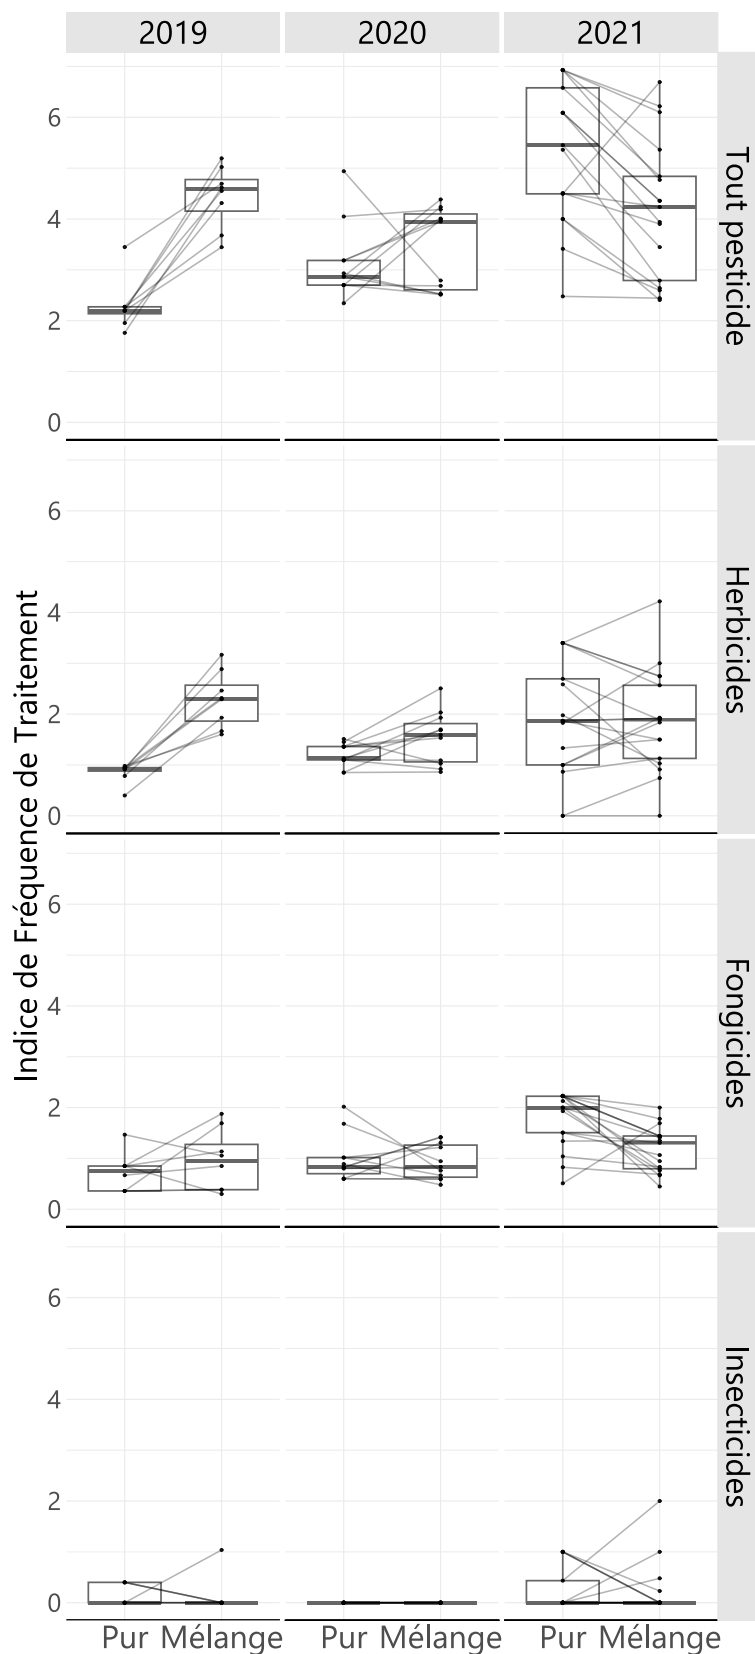 2019 2020 2021
Tout pesticide
6
4
2
0
Herbicides
6
4
2
0
Indice de Fréquence de Traitement
Fongicides
6
4
2
0
Insecticides
6
4
2
0
Pur Mélange Pur Mélange Pur Mélange